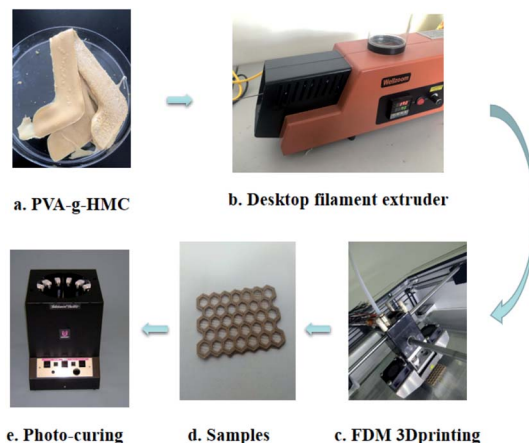 Wellzoom
a. PVA-g-HMC
b. Desktop filament extruder
e. Photo-curing
d. Samples
c. FDM 3Dprinting